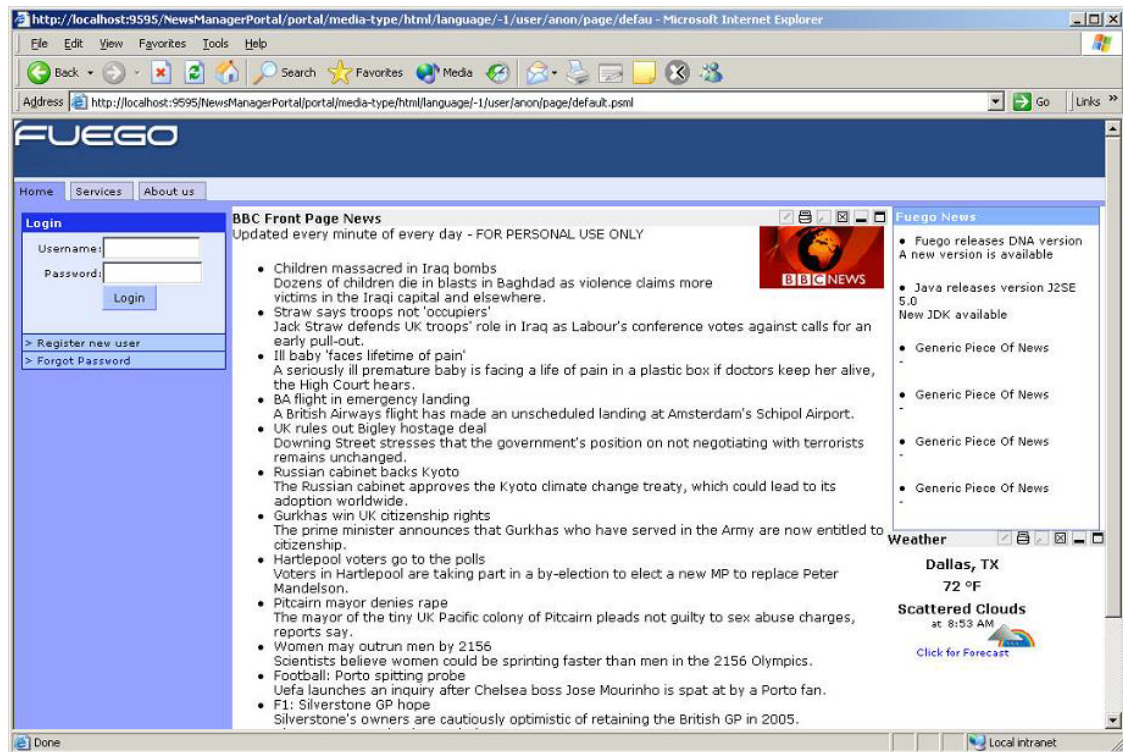 http://localhost:9595/NewsManagerPortal/portal/media-type/html/language/-1/user/anon/page/defau - Microsoft Internet Explorer
File Edit View Favorites Tools Help
Back Search Favorites Media
Address http://localhost:9595/NewsManagerPortal/portal/media-type/html/language/-1/user/anon/page/default.psml Go Links »
FUEGO
Home Services About us
Login
Username:
Password:
Login
> Register new user
> Forgot Password
BBC Front Page News
Updated every minute of every day - FOR PERSONAL USE ONLY
BBC NEWS
• Children massacred in Iraq bombs
Dozens of children die in blasts in Baghdad as violence claims more
victims in the Iraqi capital and elsewhere.
• Straw says troops not 'occupiers'
Jack Straw defends UK troops' role in Iraq as Labour's conference votes against calls for an
early pull-out.
• Ill baby 'faces lifetime of pain'
A seriously ill premature baby is facing a life of pain in a plastic box if doctors keep her alive,
the High Court hears.
• BA flight in emergency landing
A British Airways flight has made an unscheduled landing at Amsterdam's Schipol Airport.
• UK rules out Bigley hostage deal
Downing Street stresses that the government's position on not negotiating with terrorists
remains unchanged.
• Russian cabinet backs Kyoto
The Russian cabinet approves the Kyoto climate change treaty, which could lead to its
adoption worldwide.
• Gurkhas win UK citizenship rights
The prime minister announces that Gurkhas who have served in the Army are now entitled to
citizenship.
• Hartlepool voters go to the polls
Voters in Hartlepool are taking part in a by-election to elect a new MP to replace Peter
Mandelson.
• Pitcairn mayor denies rape
The mayor of the tiny UK Pacific colony of Pitcairn pleads not guilty to sex abuse charges,
reports say.
• Women may outrun men by 2156
Scientists believe women could be sprinting faster than men in the 2156 Olympics.
• Football: Porto spitting probe
Uefa launches an inquiry after Chelsea boss Jose Mourinho is spat at by a Porto fan.
• F1: Silverstone GP hope
Silverstone's owners are cautiously optimistic of retaining the British GP in 2005.
Fuego News
• Fuego releases DNA version
A new version is available
• Java releases version J2SE
5.0
New JDK available
• Generic Piece Of News
-
• Generic Piece Of News
-
• Generic Piece Of News
-
• Generic Piece Of News
-
Weather
Dallas, TX
72 °F
Scattered Clouds
at 8:53 AM
Click for Forecast
Done Local intranet